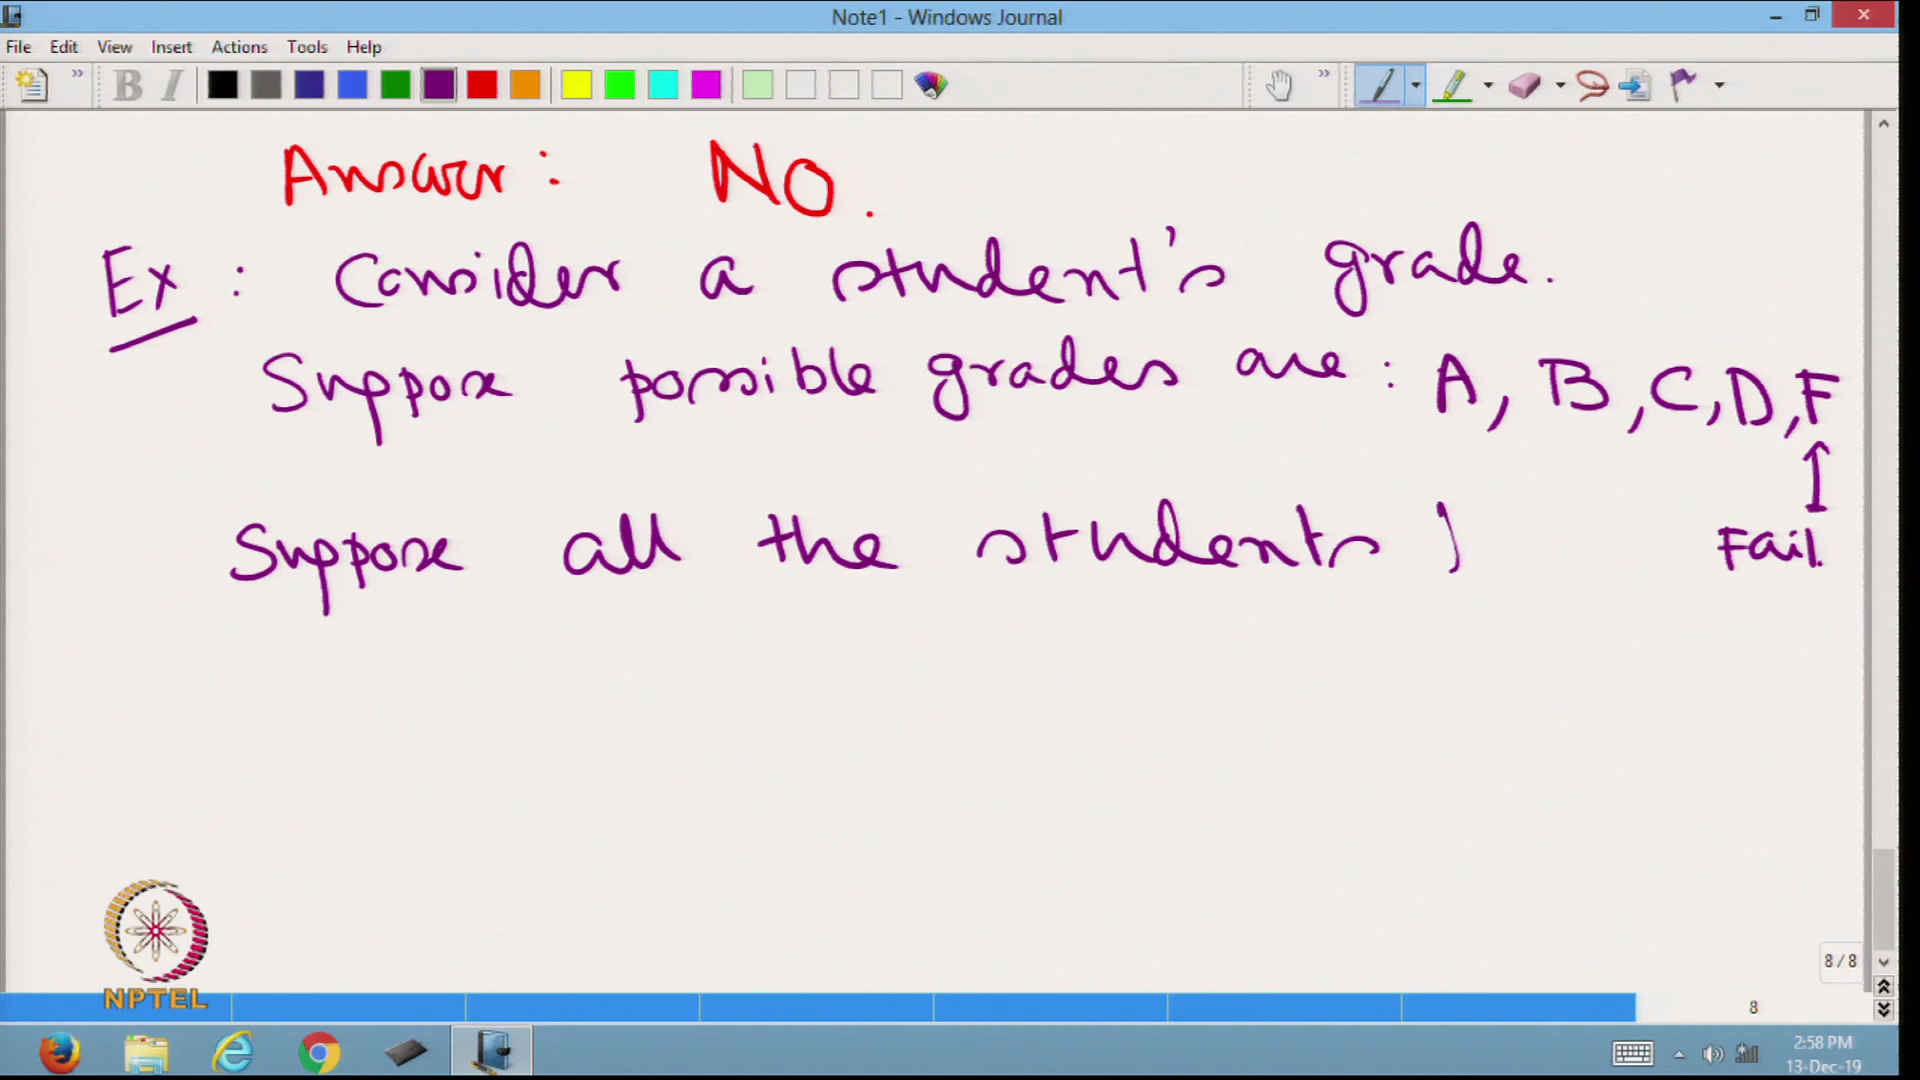 Note1 - Windows Journal
File Edit View Insert Actions Tools Help
B I
Answer: No.
Ex: Consider a student's grade.
Suppose possible grades are: A, B, C, D, F
Suppose all the students
Fail.
8 / 8
NPTEL
8
2:58 PM
13-Dec-19